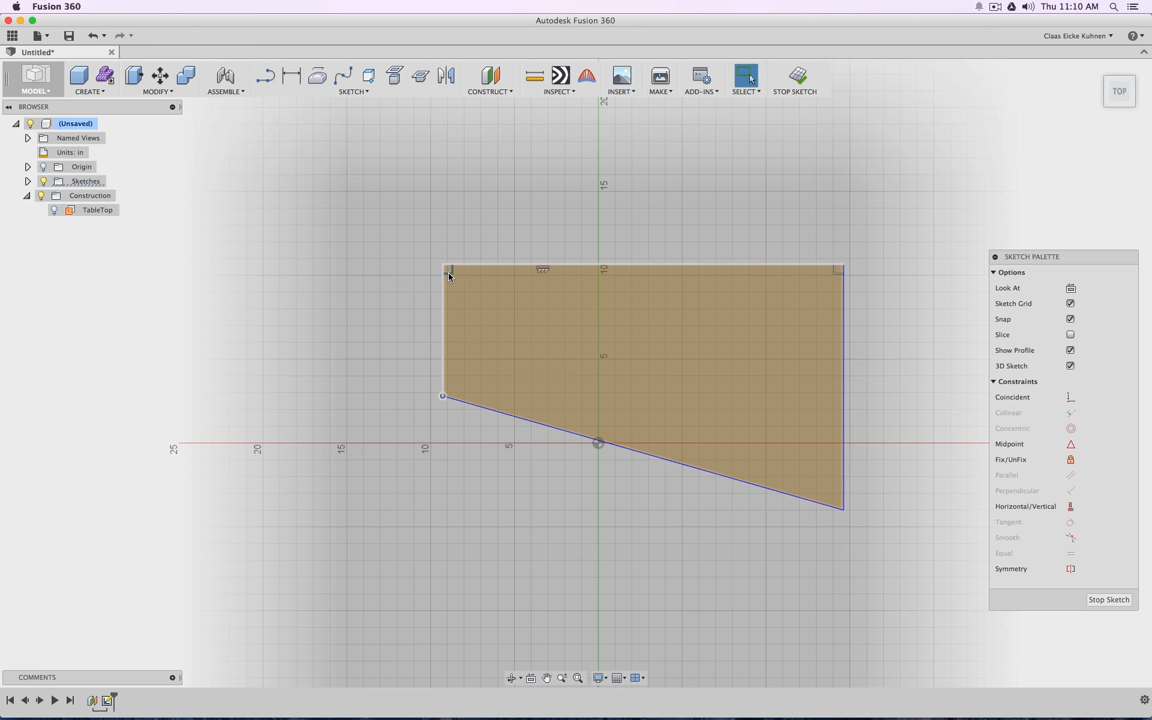 Fusion 360
Thu 11:10 AM
Autodesk Fusion 360
Claas Eicke Kuhnen
Untitled*
MODEL
CREATE
MODIFY
ASSEMBLE
SKETCH
CONSTRUCT
INSPECT
INSERT
MAKE
ADD-INS
SELECT
STOP SKETCH
TOP
BROWSER
(Unsaved)
Named Views
Units: in
Origin
Sketches
Construction
TableTop
20
15
10
5
25
20
15
10
5
SKETCH PALETTE
Options
Look At
Sketch Grid
Snap
Slice
Show Profile
3D Sketch
Constraints
Coincident
Colinear
Concentric
Midpoint
Fix/UnFix
Parallel
Perpendicular
Horizontal/Vertical
Tangent
Smooth
Equal
Symmetry
Stop Sketch
COMMENTS